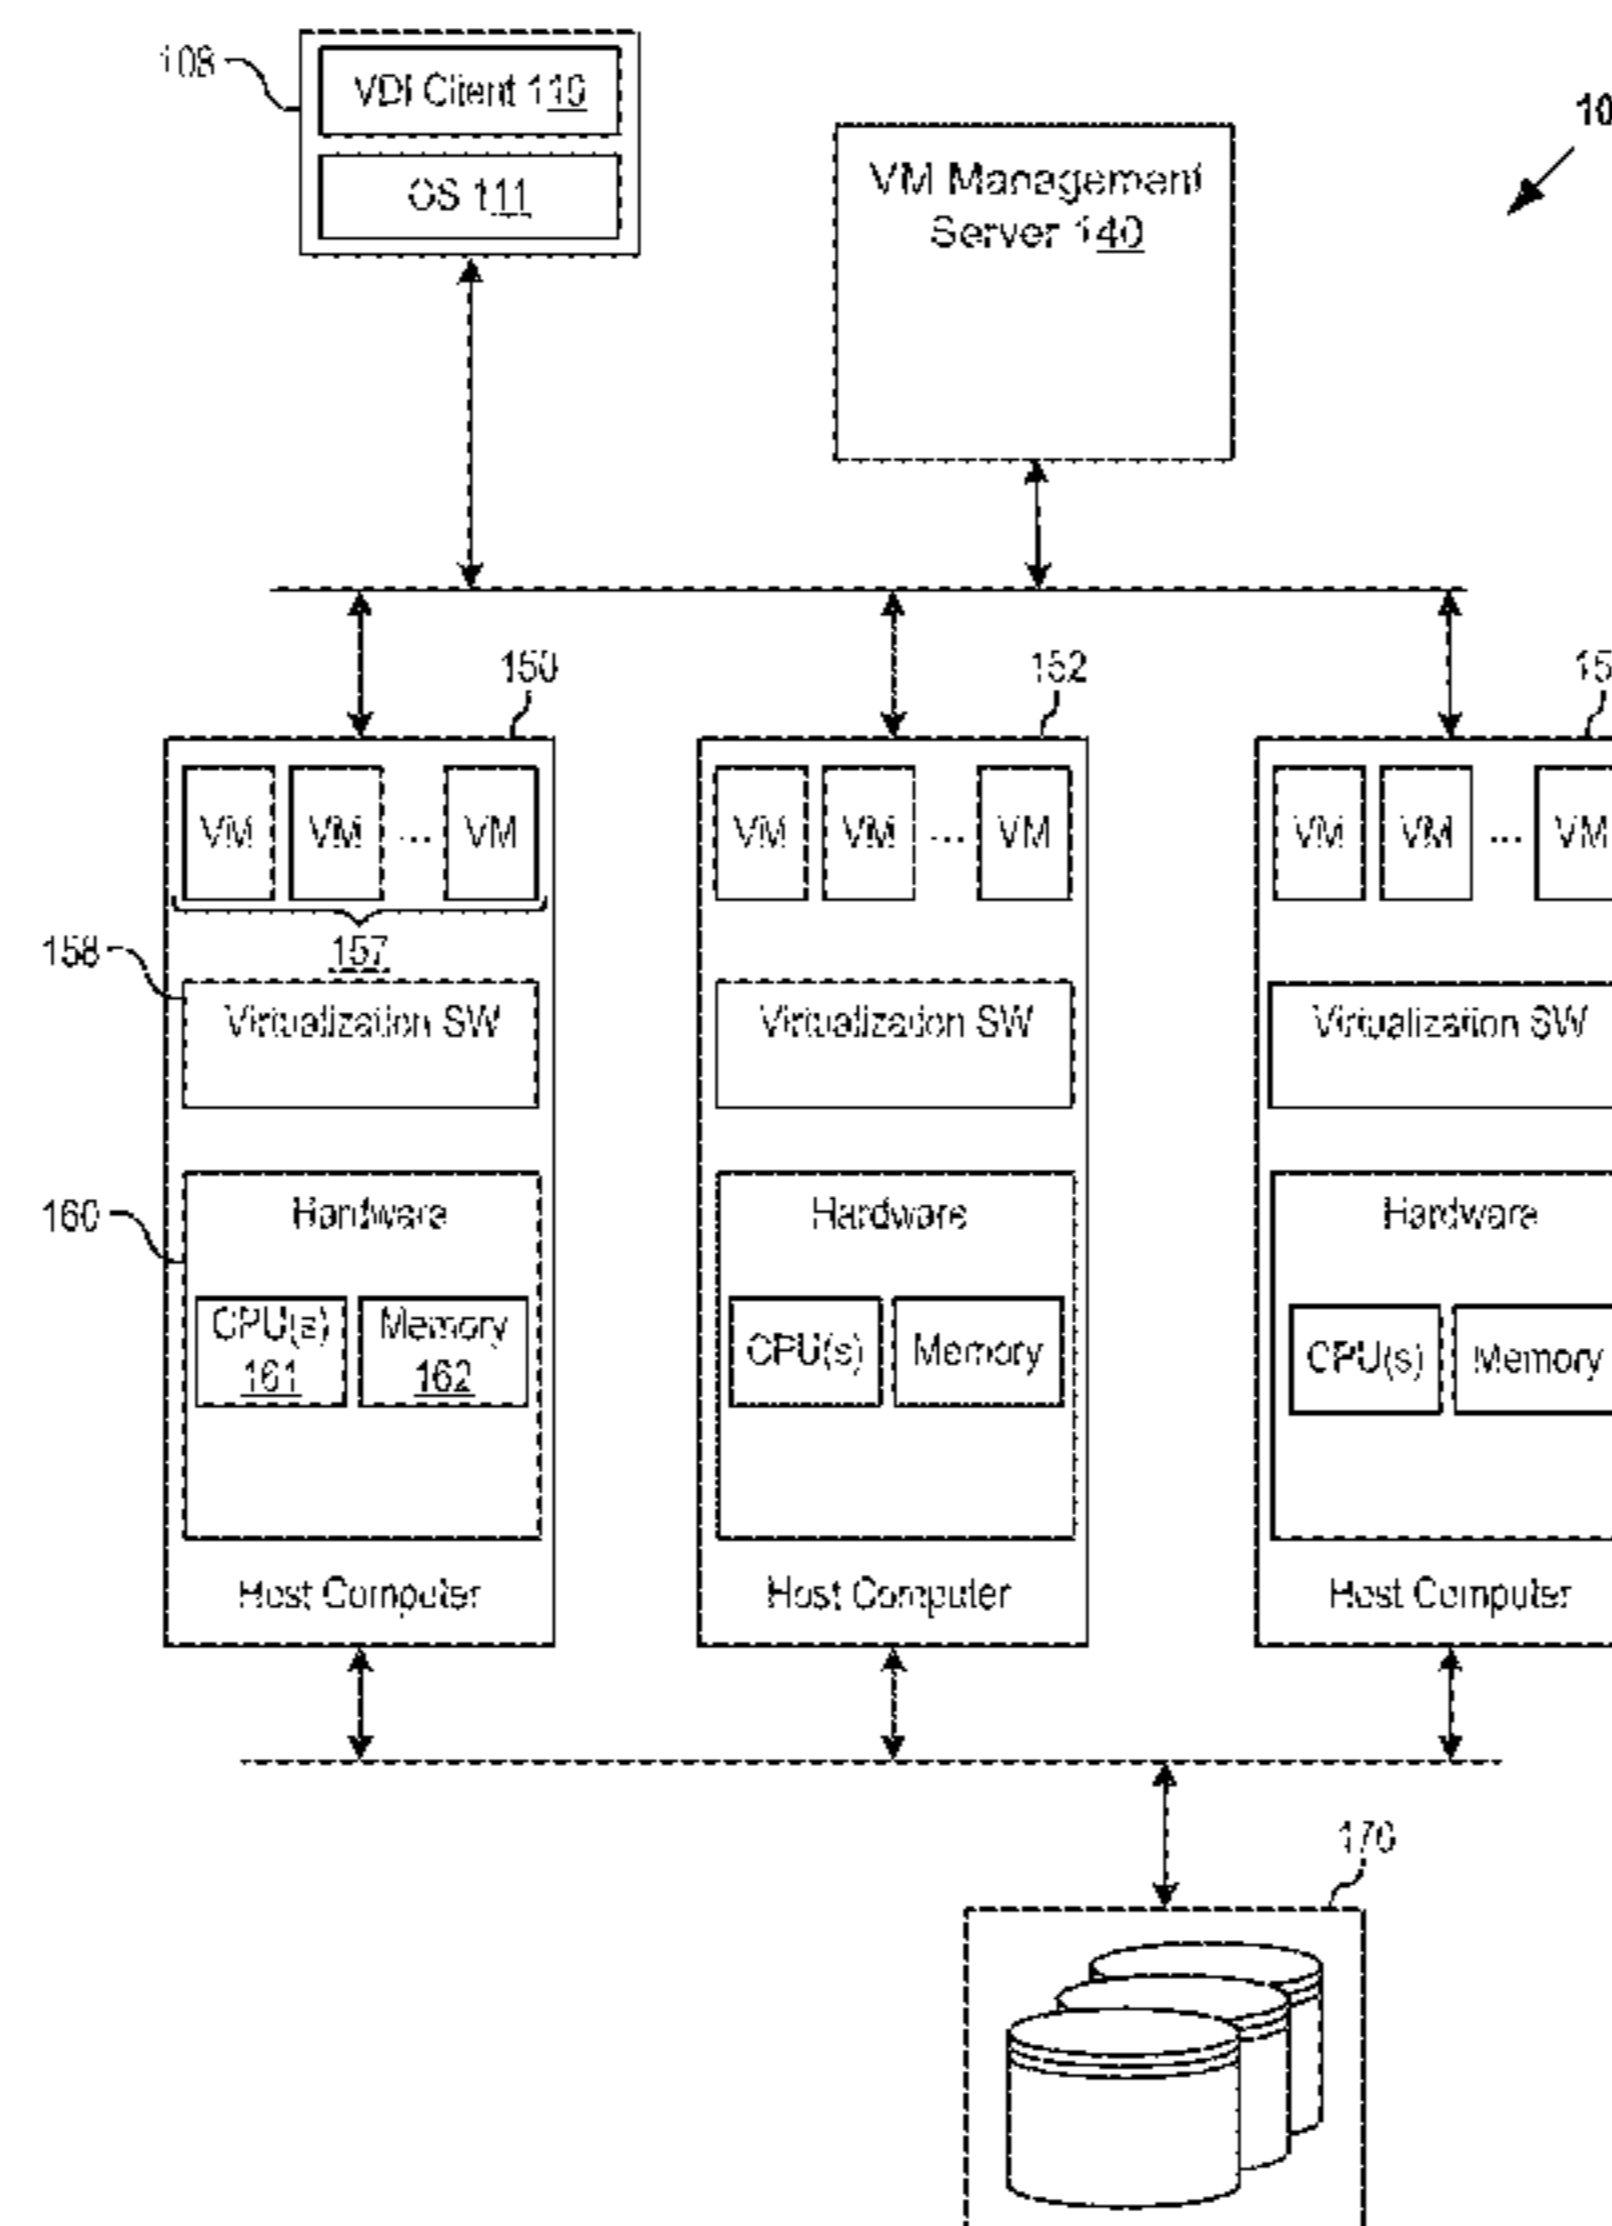 108
VDI Client 110
OS 111
10
VM Management
Server 140
150
152
15
VM VM ... VM
VM VM ... VM
VM VM ... VM
157
158
Virtualization SW
Virtualization SW
Virtualization SW
160
Hardware
Hardware
Hardware
CPU(s)
161
Memory
162
CPU(s)
Memory
CPU(s)
Memory
Host Computer
Host Computer
Host Computer
170